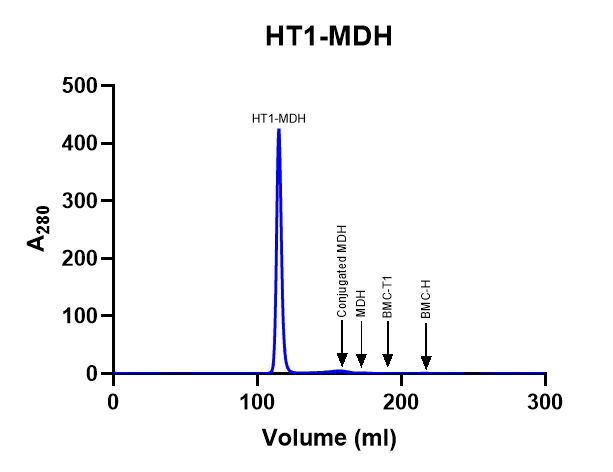 HT1-MDH
500
400
300
200
100
0
A280
HT1-MDH
Conjugated MDH
MDH
BMC-T1
BMC-H
0
100
200
300
Volume (ml)